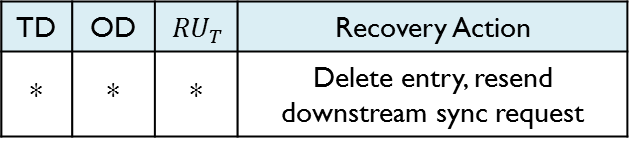 TD OD RU_T Recovery Action
* * * Delete entry, resend
downstream sync request